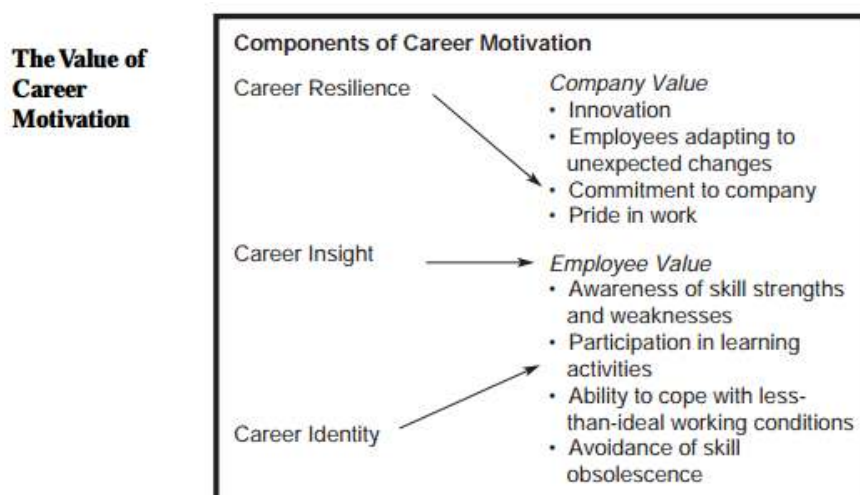 The Value of
Career
Motivation
Components of Career Motivation
Career Resilience
Company Value
• Innovation
• Employees adapting to
unexpected changes
• Commitment to company
• Pride in work
Career Insight
Employee Value
• Awareness of skill strengths
and weaknesses
• Participation in learning
activities
• Ability to cope with less-
than-ideal working conditions
• Avoidance of skill
obsolescence
Career Identity